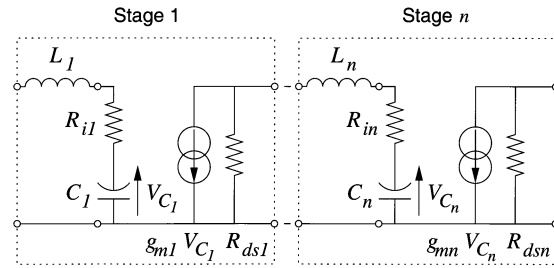 Stage 1
Stage n
L1
Ln
Ri1
Rin
C1
VC1
Cn
VCn
gm1 VC1 Rds1
gmn VCn Rdsn